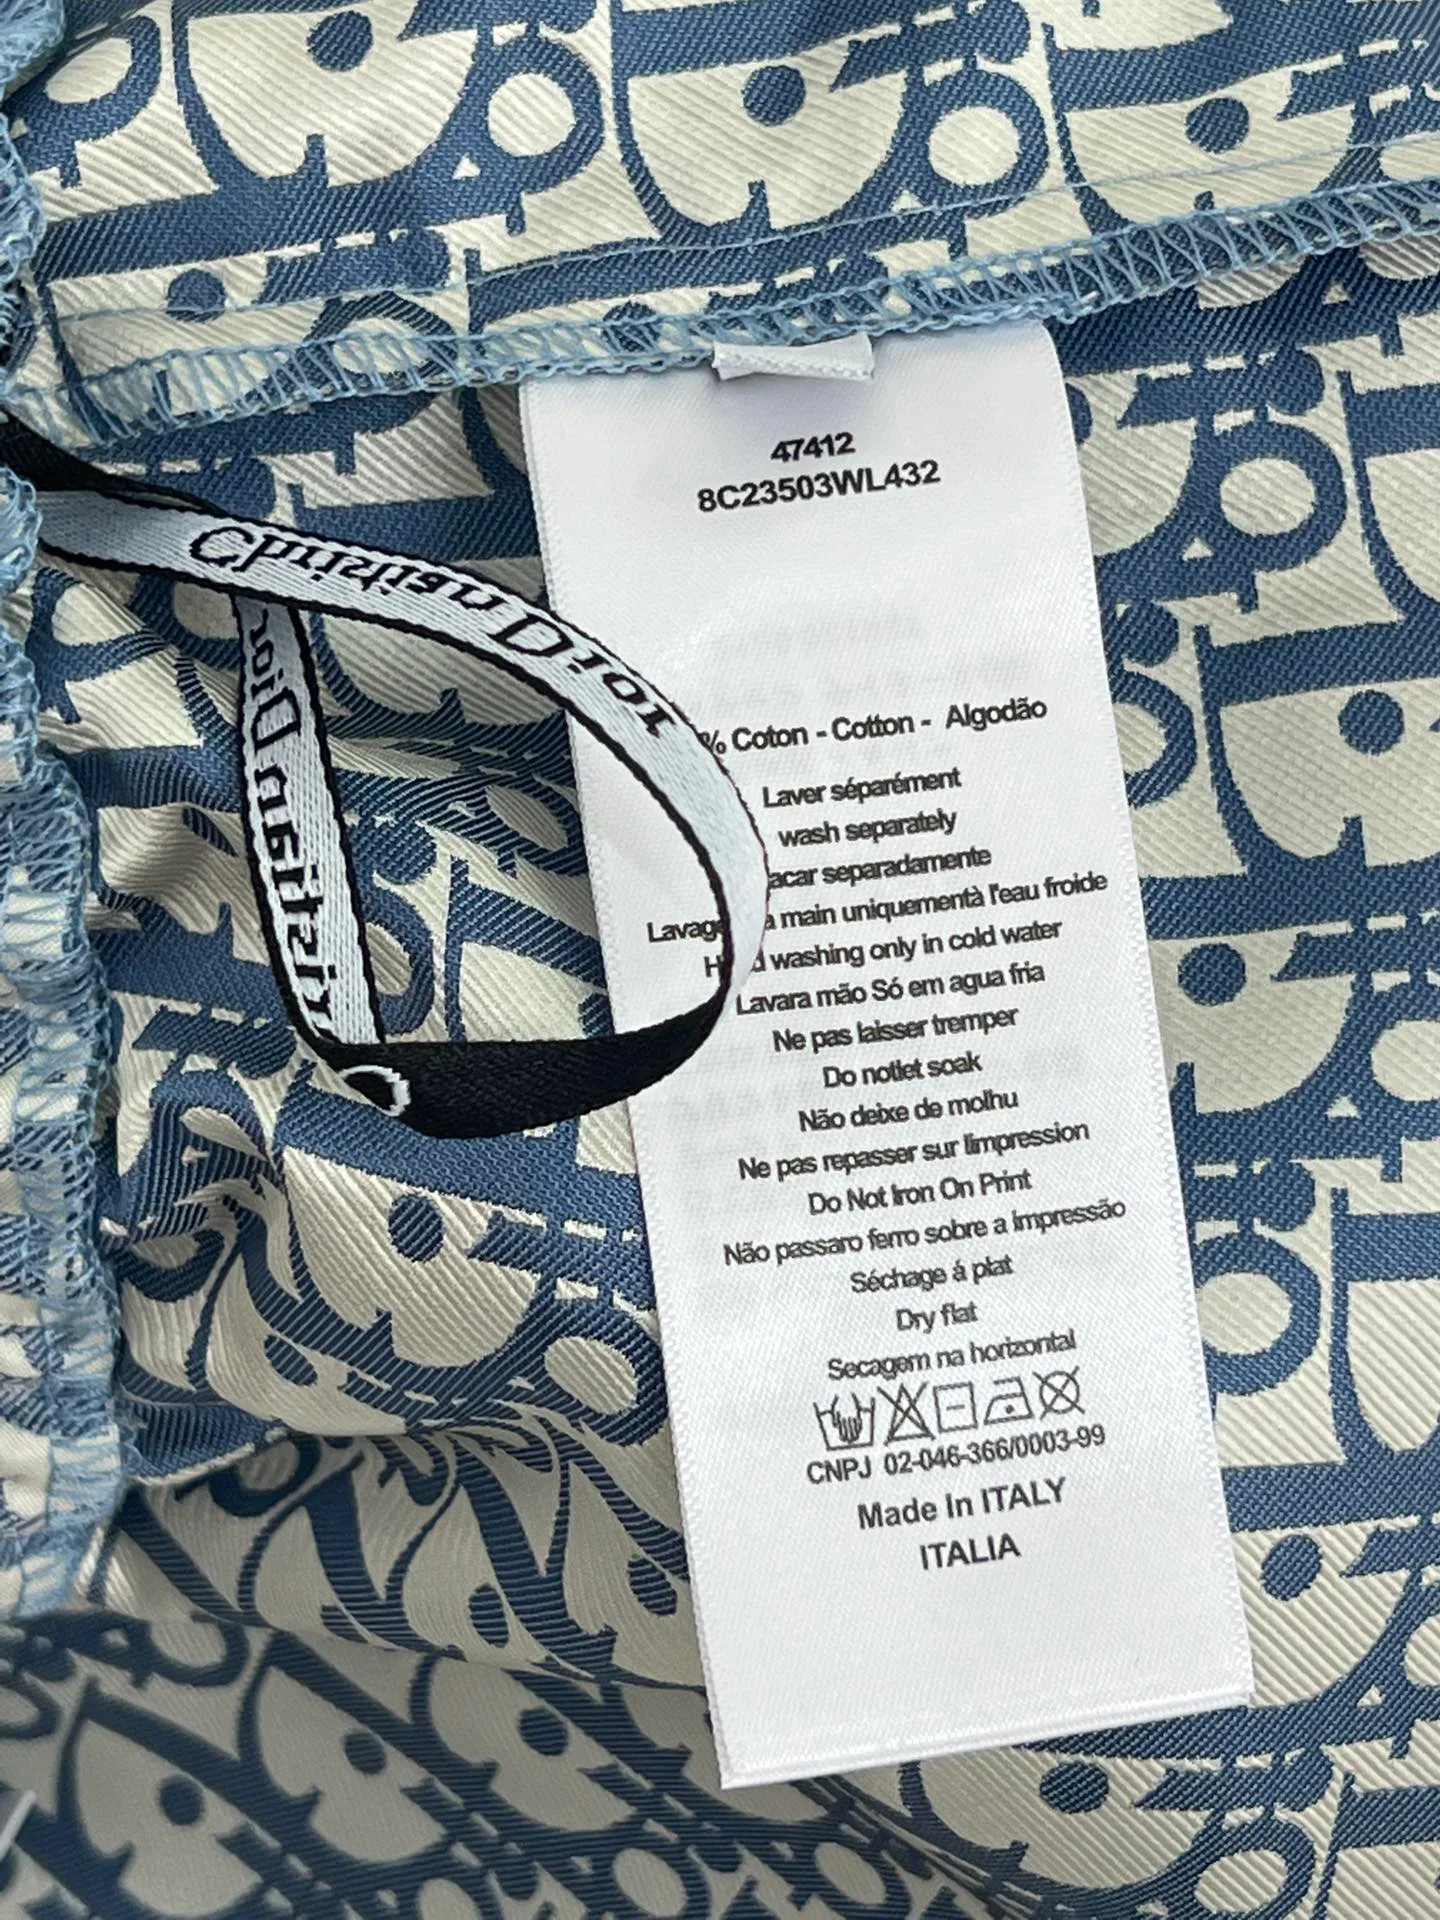 47412
8C23503WL432
Christian Dior
% Coton - Cotton - Algodão
Laver séparément
wash separately
acar separadamente
Lavag a main uniquementà l'eau froide
H d washing only in cold water
Lavara mão Só em agua fria
Ne pas laisser tremper
Do notlet soak
Não deixe de molhu
Ne pas repasser sur limpression
Do Not Iron On Print
Não passaro ferro sobre a impressão
Séchage á plat
Dry flat
Secagem na horizontal
CNPJ 02-046-366/0003-99
Made In ITALY
ITALIA